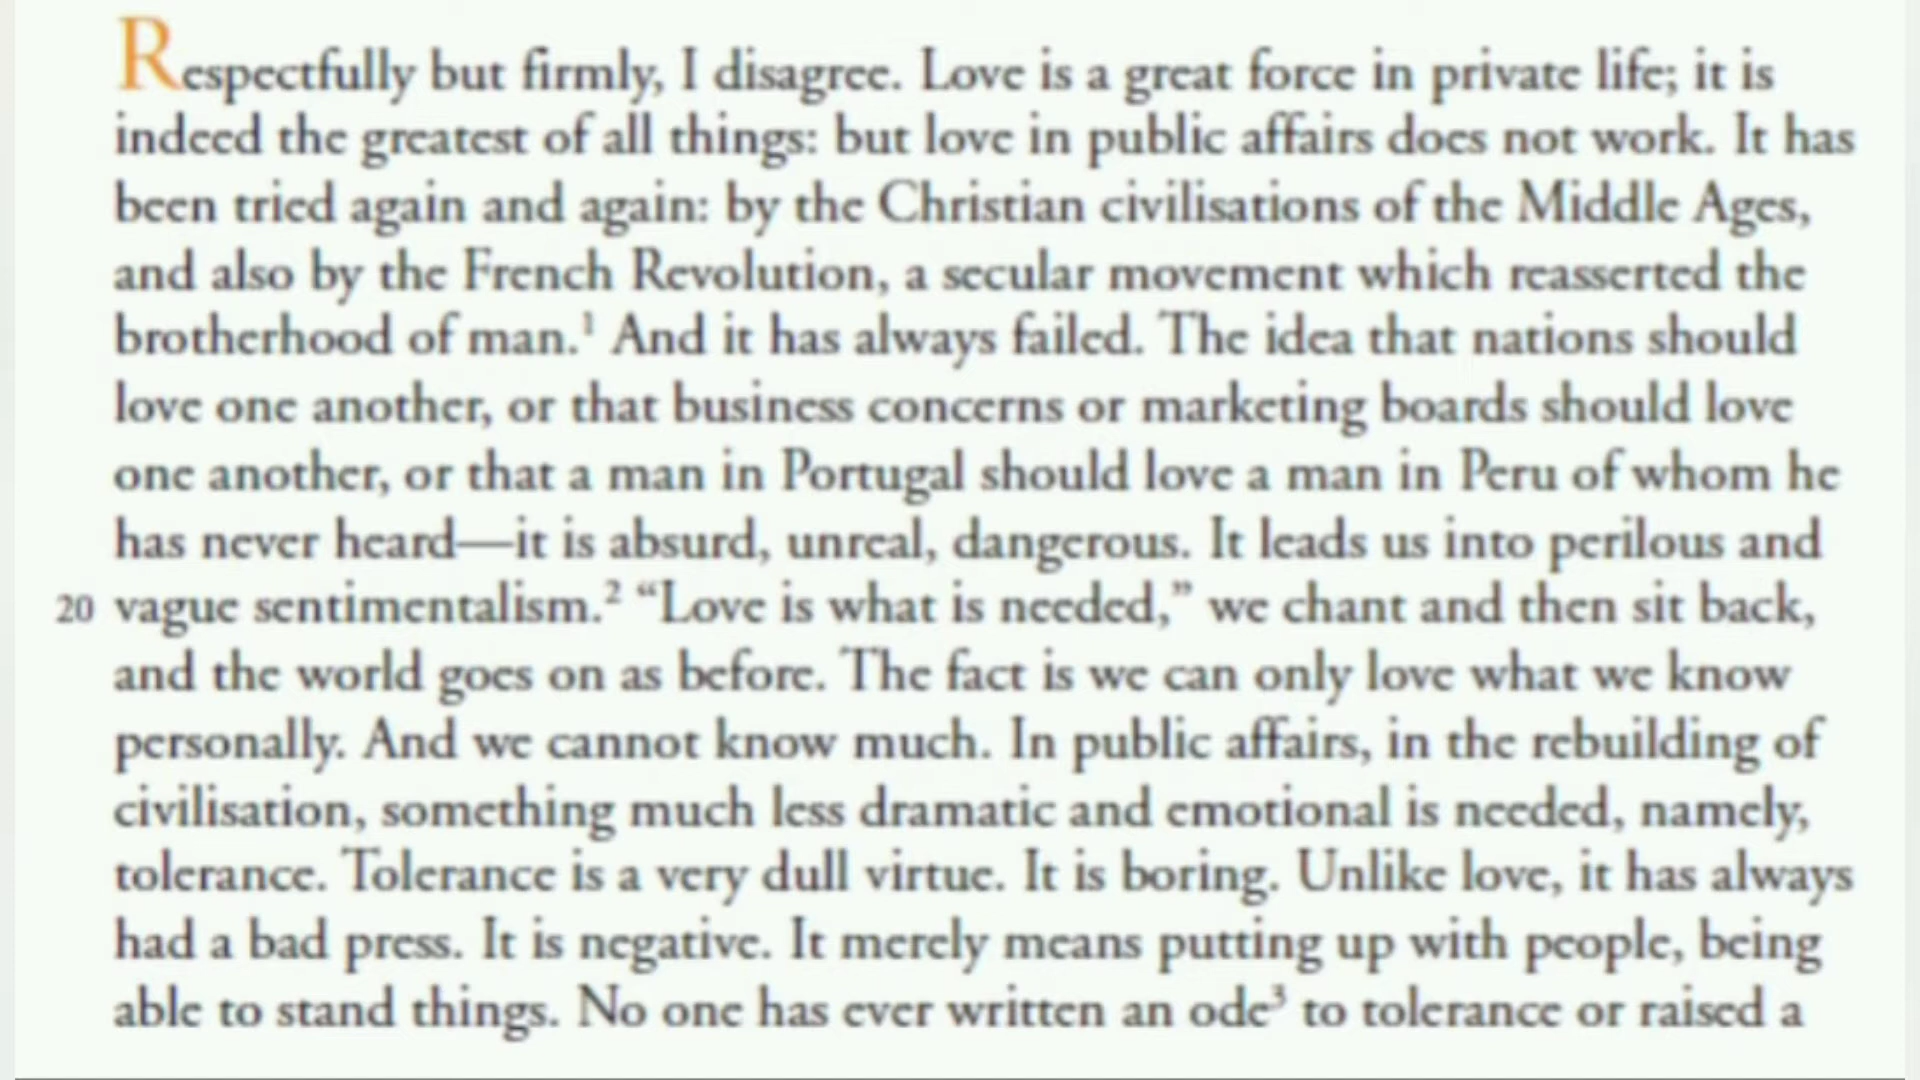 Respectfully but firmly, I disagree. Love is a great force in private life; it is
indeed the greatest of all things: but love in public affairs does not work. It has
been tried again and again: by the Christian civilisations of the Middle Ages,
and also by the French Revolution, a secular movement which reasserted the
brotherhood of man.¹ And it has always failed. The idea that nations should
love one another, or that business concerns or marketing boards should love
one another, or that a man in Portugal should love a man in Peru of whom he
has never heard—it is absurd, unreal, dangerous. It leads us into perilous and
20 vague sentimentalism.² “Love is what is needed,” we chant and then sit back,
and the world goes on as before. The fact is we can only love what we know
personally. And we cannot know much. In public affairs, in the rebuilding of
civilisation, something much less dramatic and emotional is needed, namely,
tolerance. Tolerance is a very dull virtue. It is boring. Unlike love, it has always
had a bad press. It is negative. It merely means putting up with people, being
able to stand things. No one has ever written an ode³ to tolerance or raised a